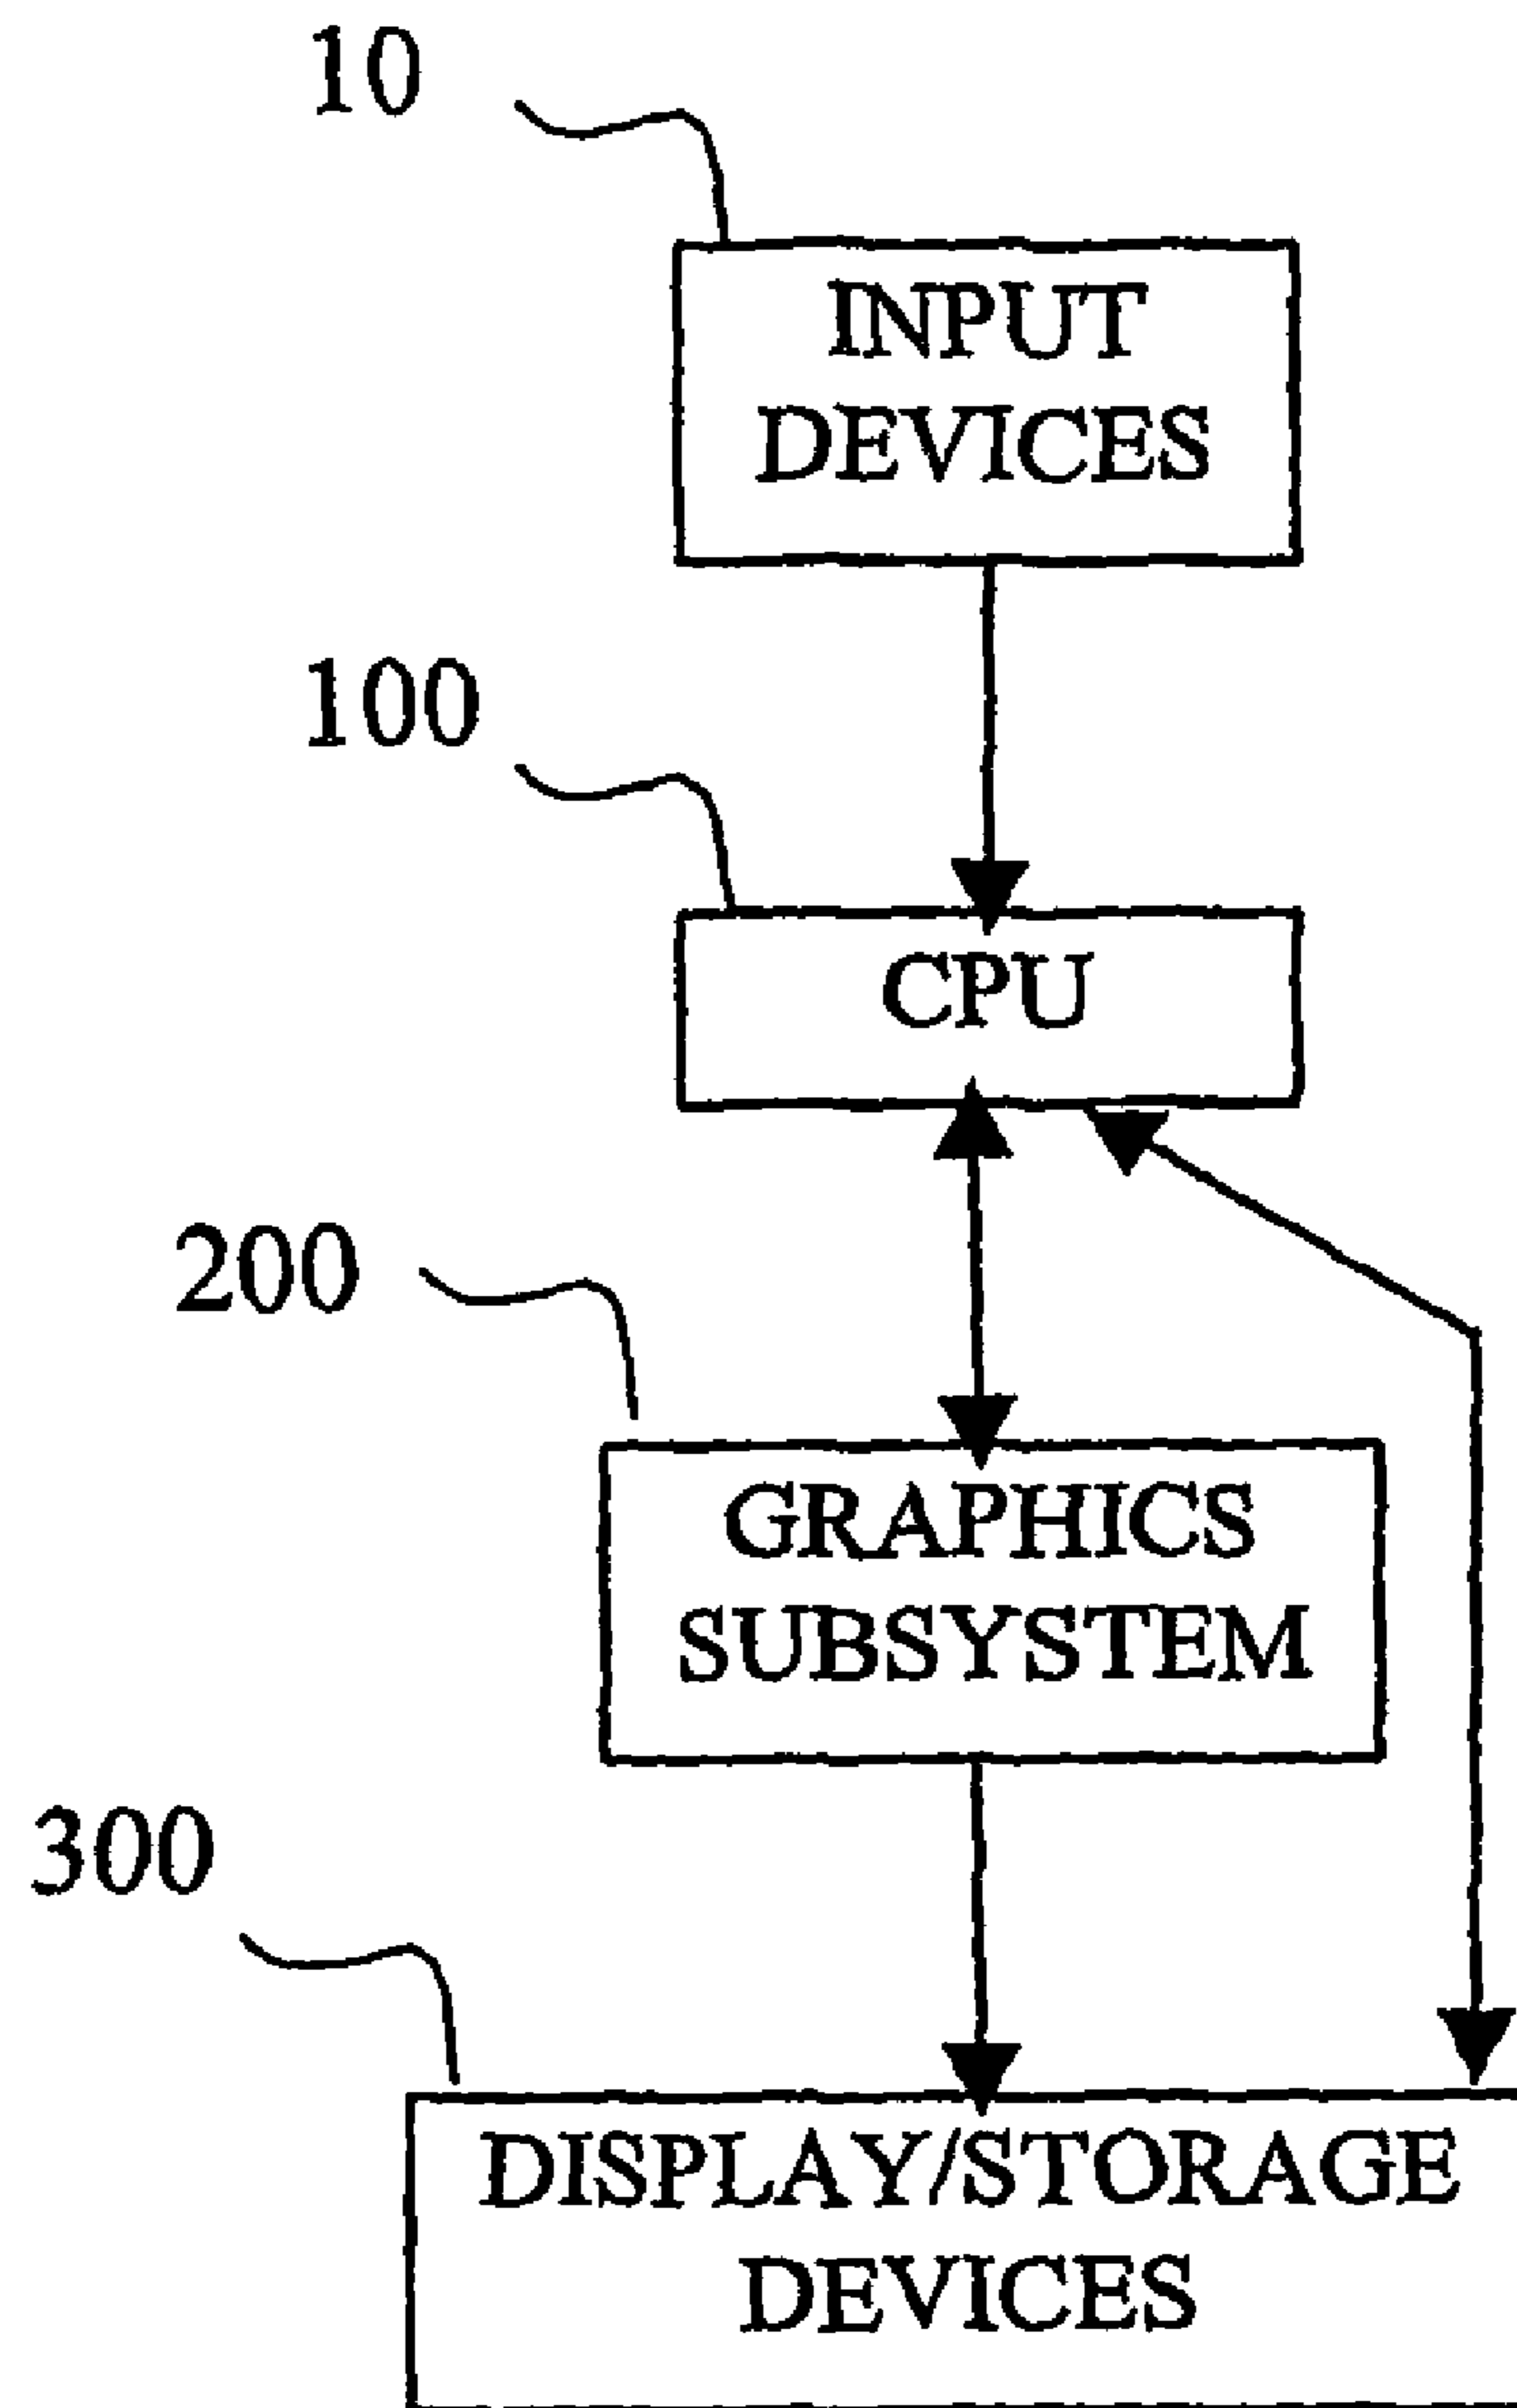 10
INPUT
DEVICES
100
CPU
200
GRAPHICS
SUBSYSTEM
300
DISPLAY/STORAGE
DEVICES